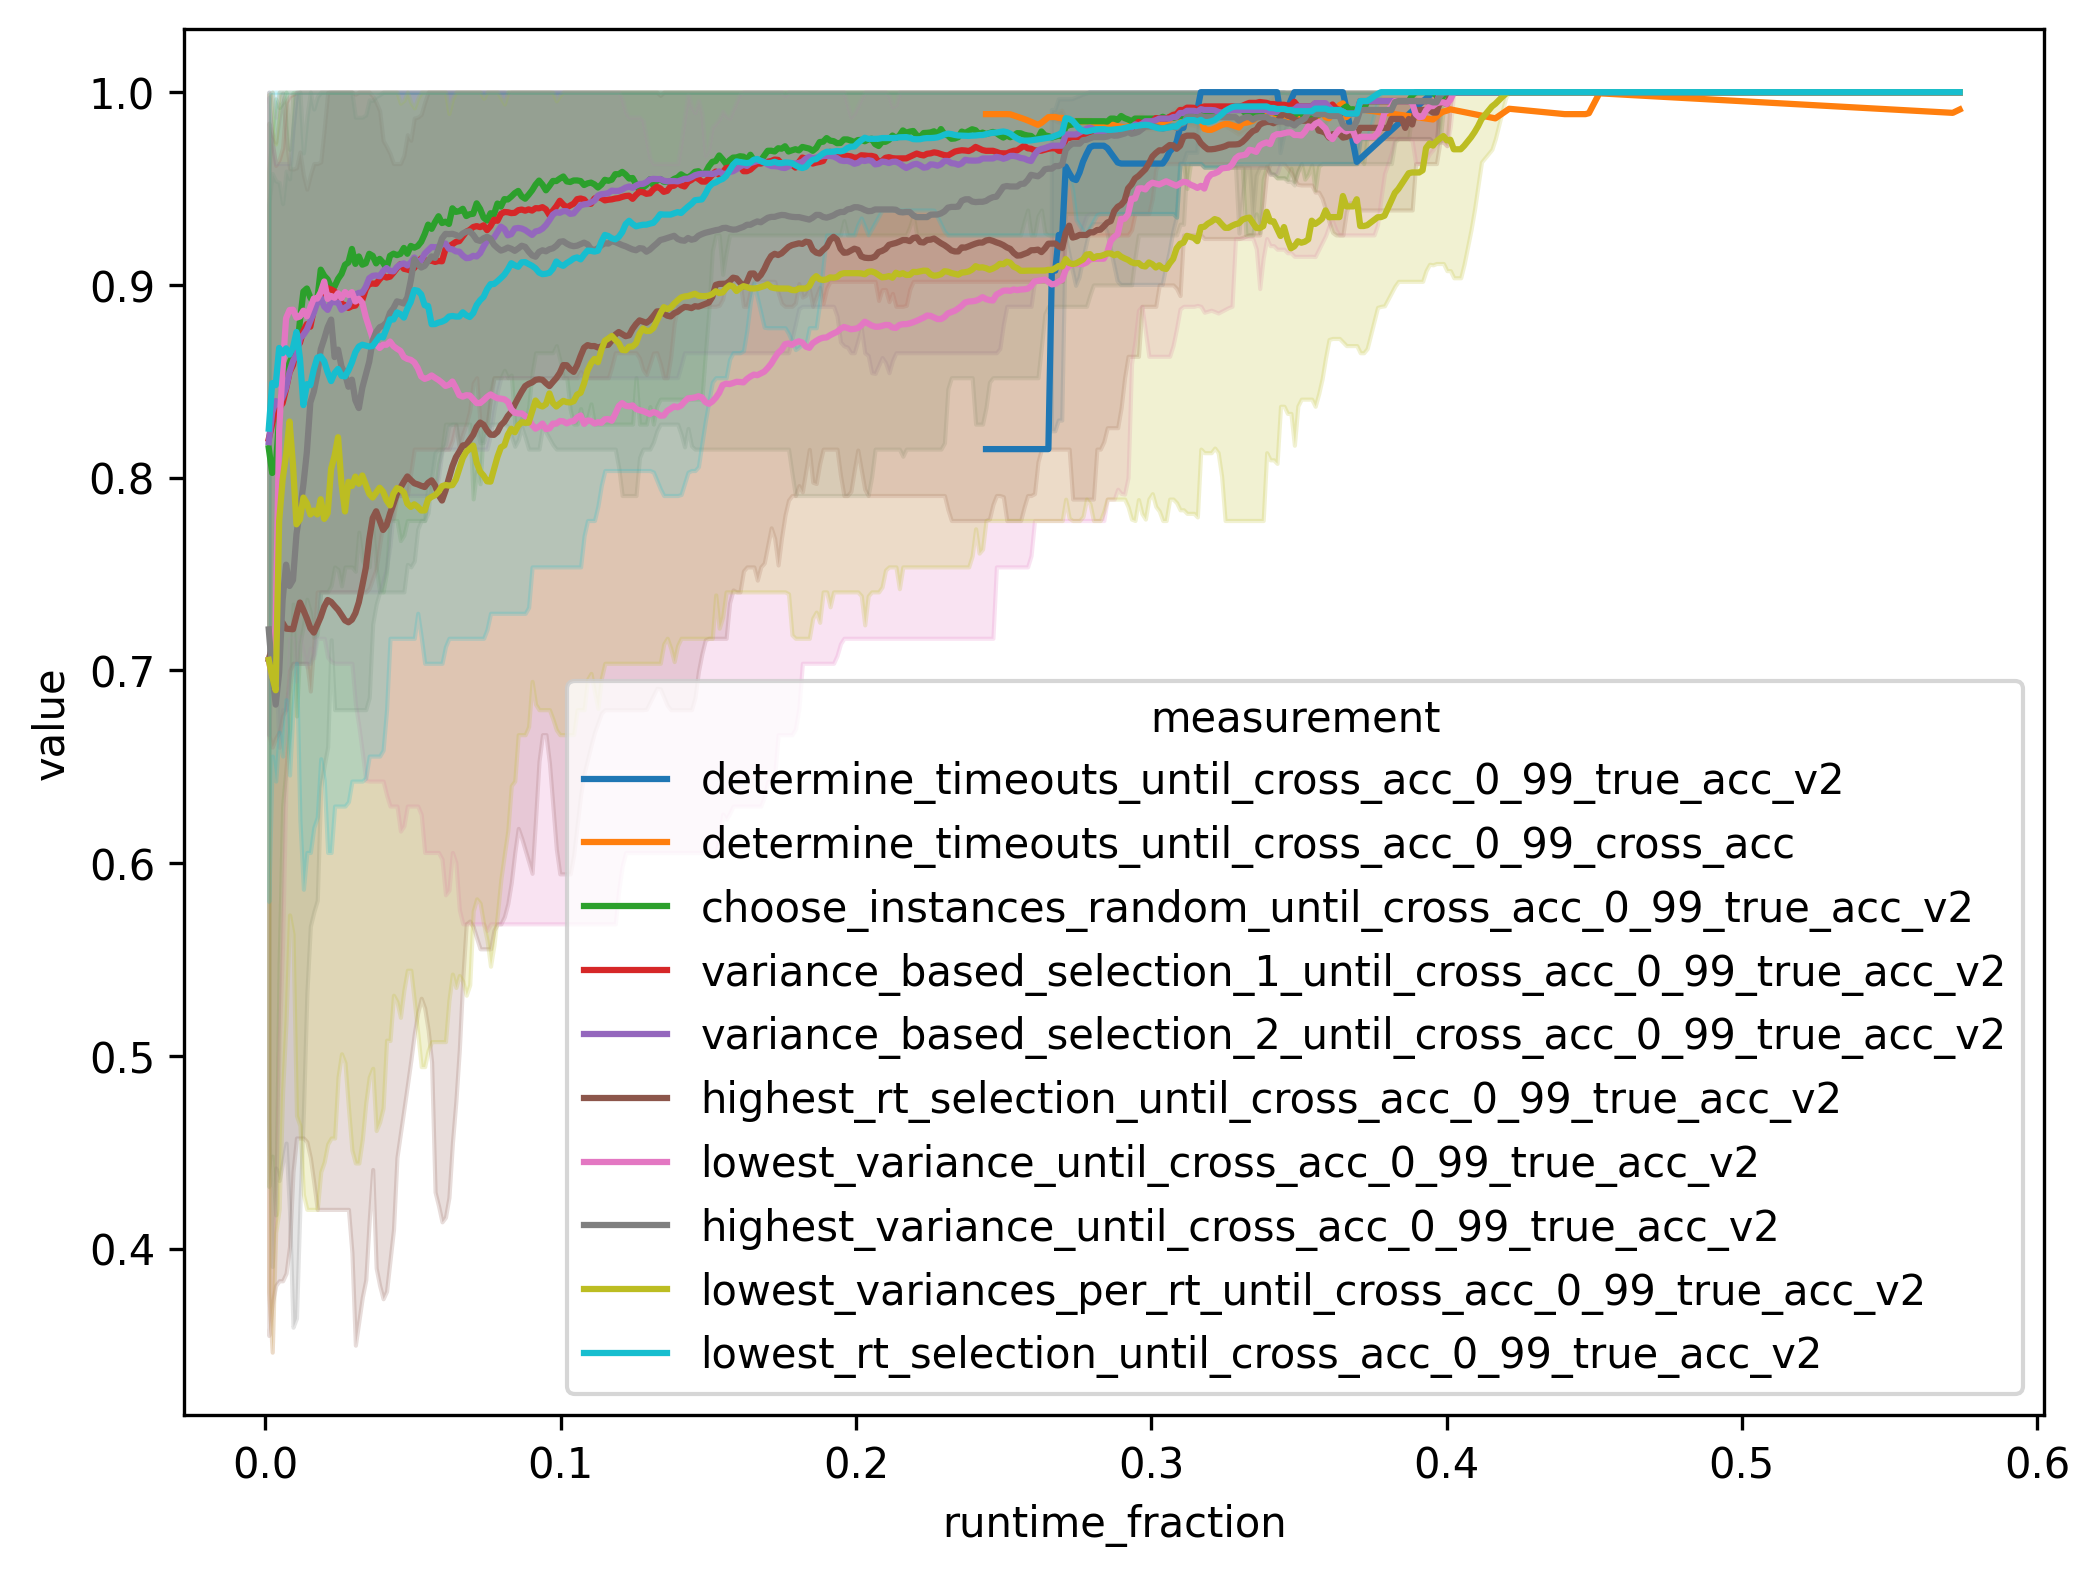 1.0
0.9
0.8
0.7
0.6
0.5
0.4
value
measurement
determine_timeouts_until_cross_acc_0_99_true_acc_v2
determine_timeouts_until_cross_acc_0_99_cross_acc
choose_instances_random_until_cross_acc_0_99_true_acc_v2
variance_based_selection_1_until_cross_acc_0_99_true_acc_v2
variance_based_selection_2_until_cross_acc_0_99_true_acc_v2
highest_rt_selection_until_cross_acc_0_99_true_acc_v2
lowest_variance_until_cross_acc_0_99_true_acc_v2
highest_variance_until_cross_acc_0_99_true_acc_v2
lowest_variances_per_rt_until_cross_acc_0_99_true_acc_v2
lowest_rt_selection_until_cross_acc_0_99_true_acc_v2
0.0 0.1 0.2 0.3 0.4 0.5 0.6
runtime_fraction